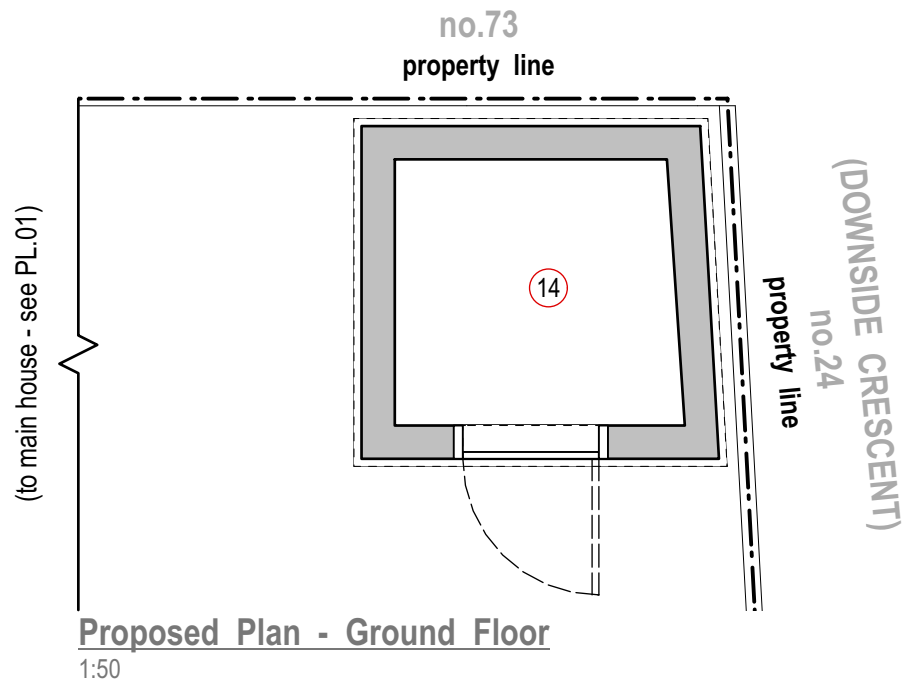 no.73
property line
(to main house - see PL.01)
14
property line
no.24
(DOWNSIDE CRESCENT)
Proposed Plan - Ground Floor
1:50